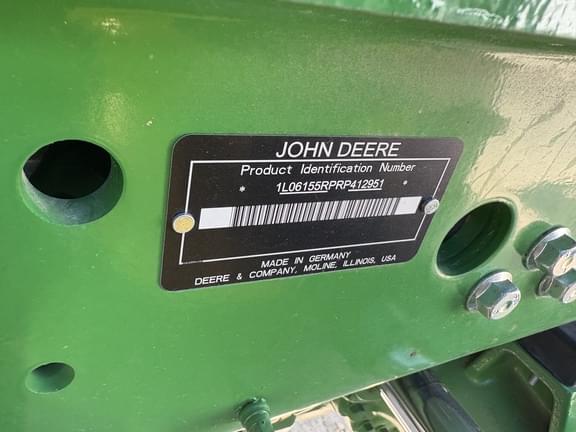 JOHN DEERE
Product Identification Number
* 1L06155RPRP412951 *
MADE IN GERMANY
DEERE & COMPANY, MOLINE, ILLINOIS, USA